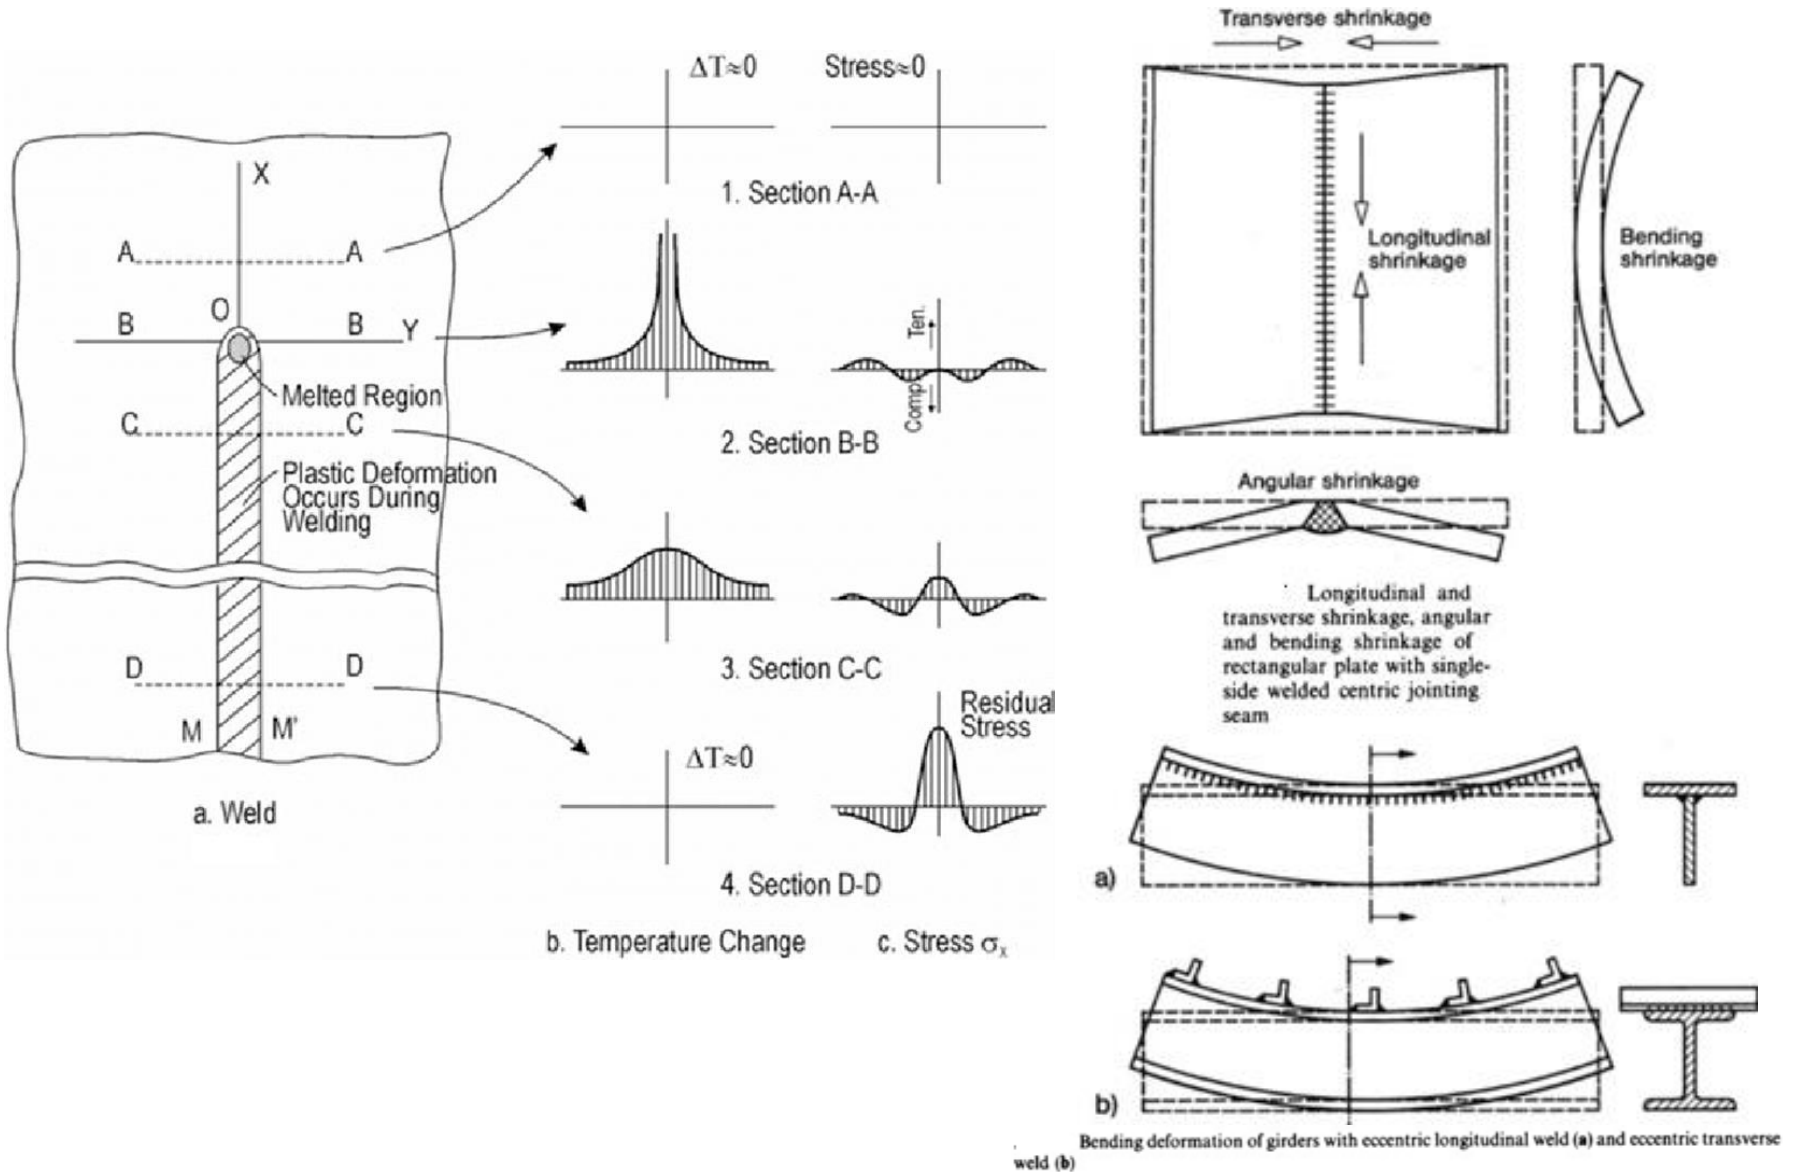 ΔT≈0
Stress≈0
1. Section A-A
X
A
A
O
B
B
Y
Melted Region
C
C
Plastic Deformation
Occurs During
Welding
D
D
M
M'
a. Weld
Ten.
Comp.
2. Section B-B
3. Section C-C
Residual
Stress
ΔT≈0
4. Section D-D
b. Temperature Change
c. Stress σx
Transverse shrinkage
Longitudinal
shrinkage
Bending
shrinkage
Angular shrinkage
Longitudinal and
transverse shrinkage, angular
and bending shrinkage of
rectangular plate with single-
side welded centric jointing
seam
a)
b)
Bending deformation of girders with eccentric longitudinal weld (a) and eccentric transverse
weld (b)